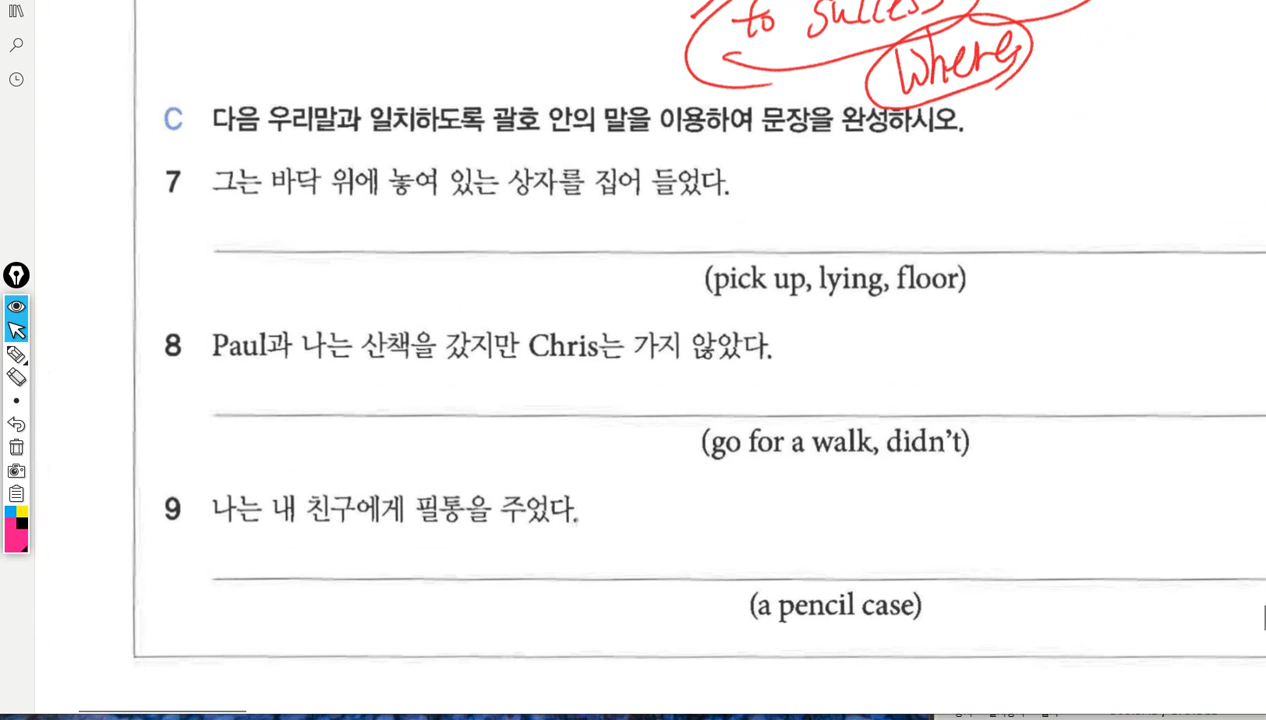 to success
where
C 다음 우리말과 일치하도록 괄호 안의 말을 이용하여 문장을 완성하시오.
7 그는 바닥 위에 놓여 있는 상자를 집어 들었다.
(pick up, lying, floor)
8 Paul과 나는 산책을 갔지만 Chris는 가지 않았다.
(go for a walk, didn't)
9 나는 내 친구에게 필통을 주었다.
(a pencil case)